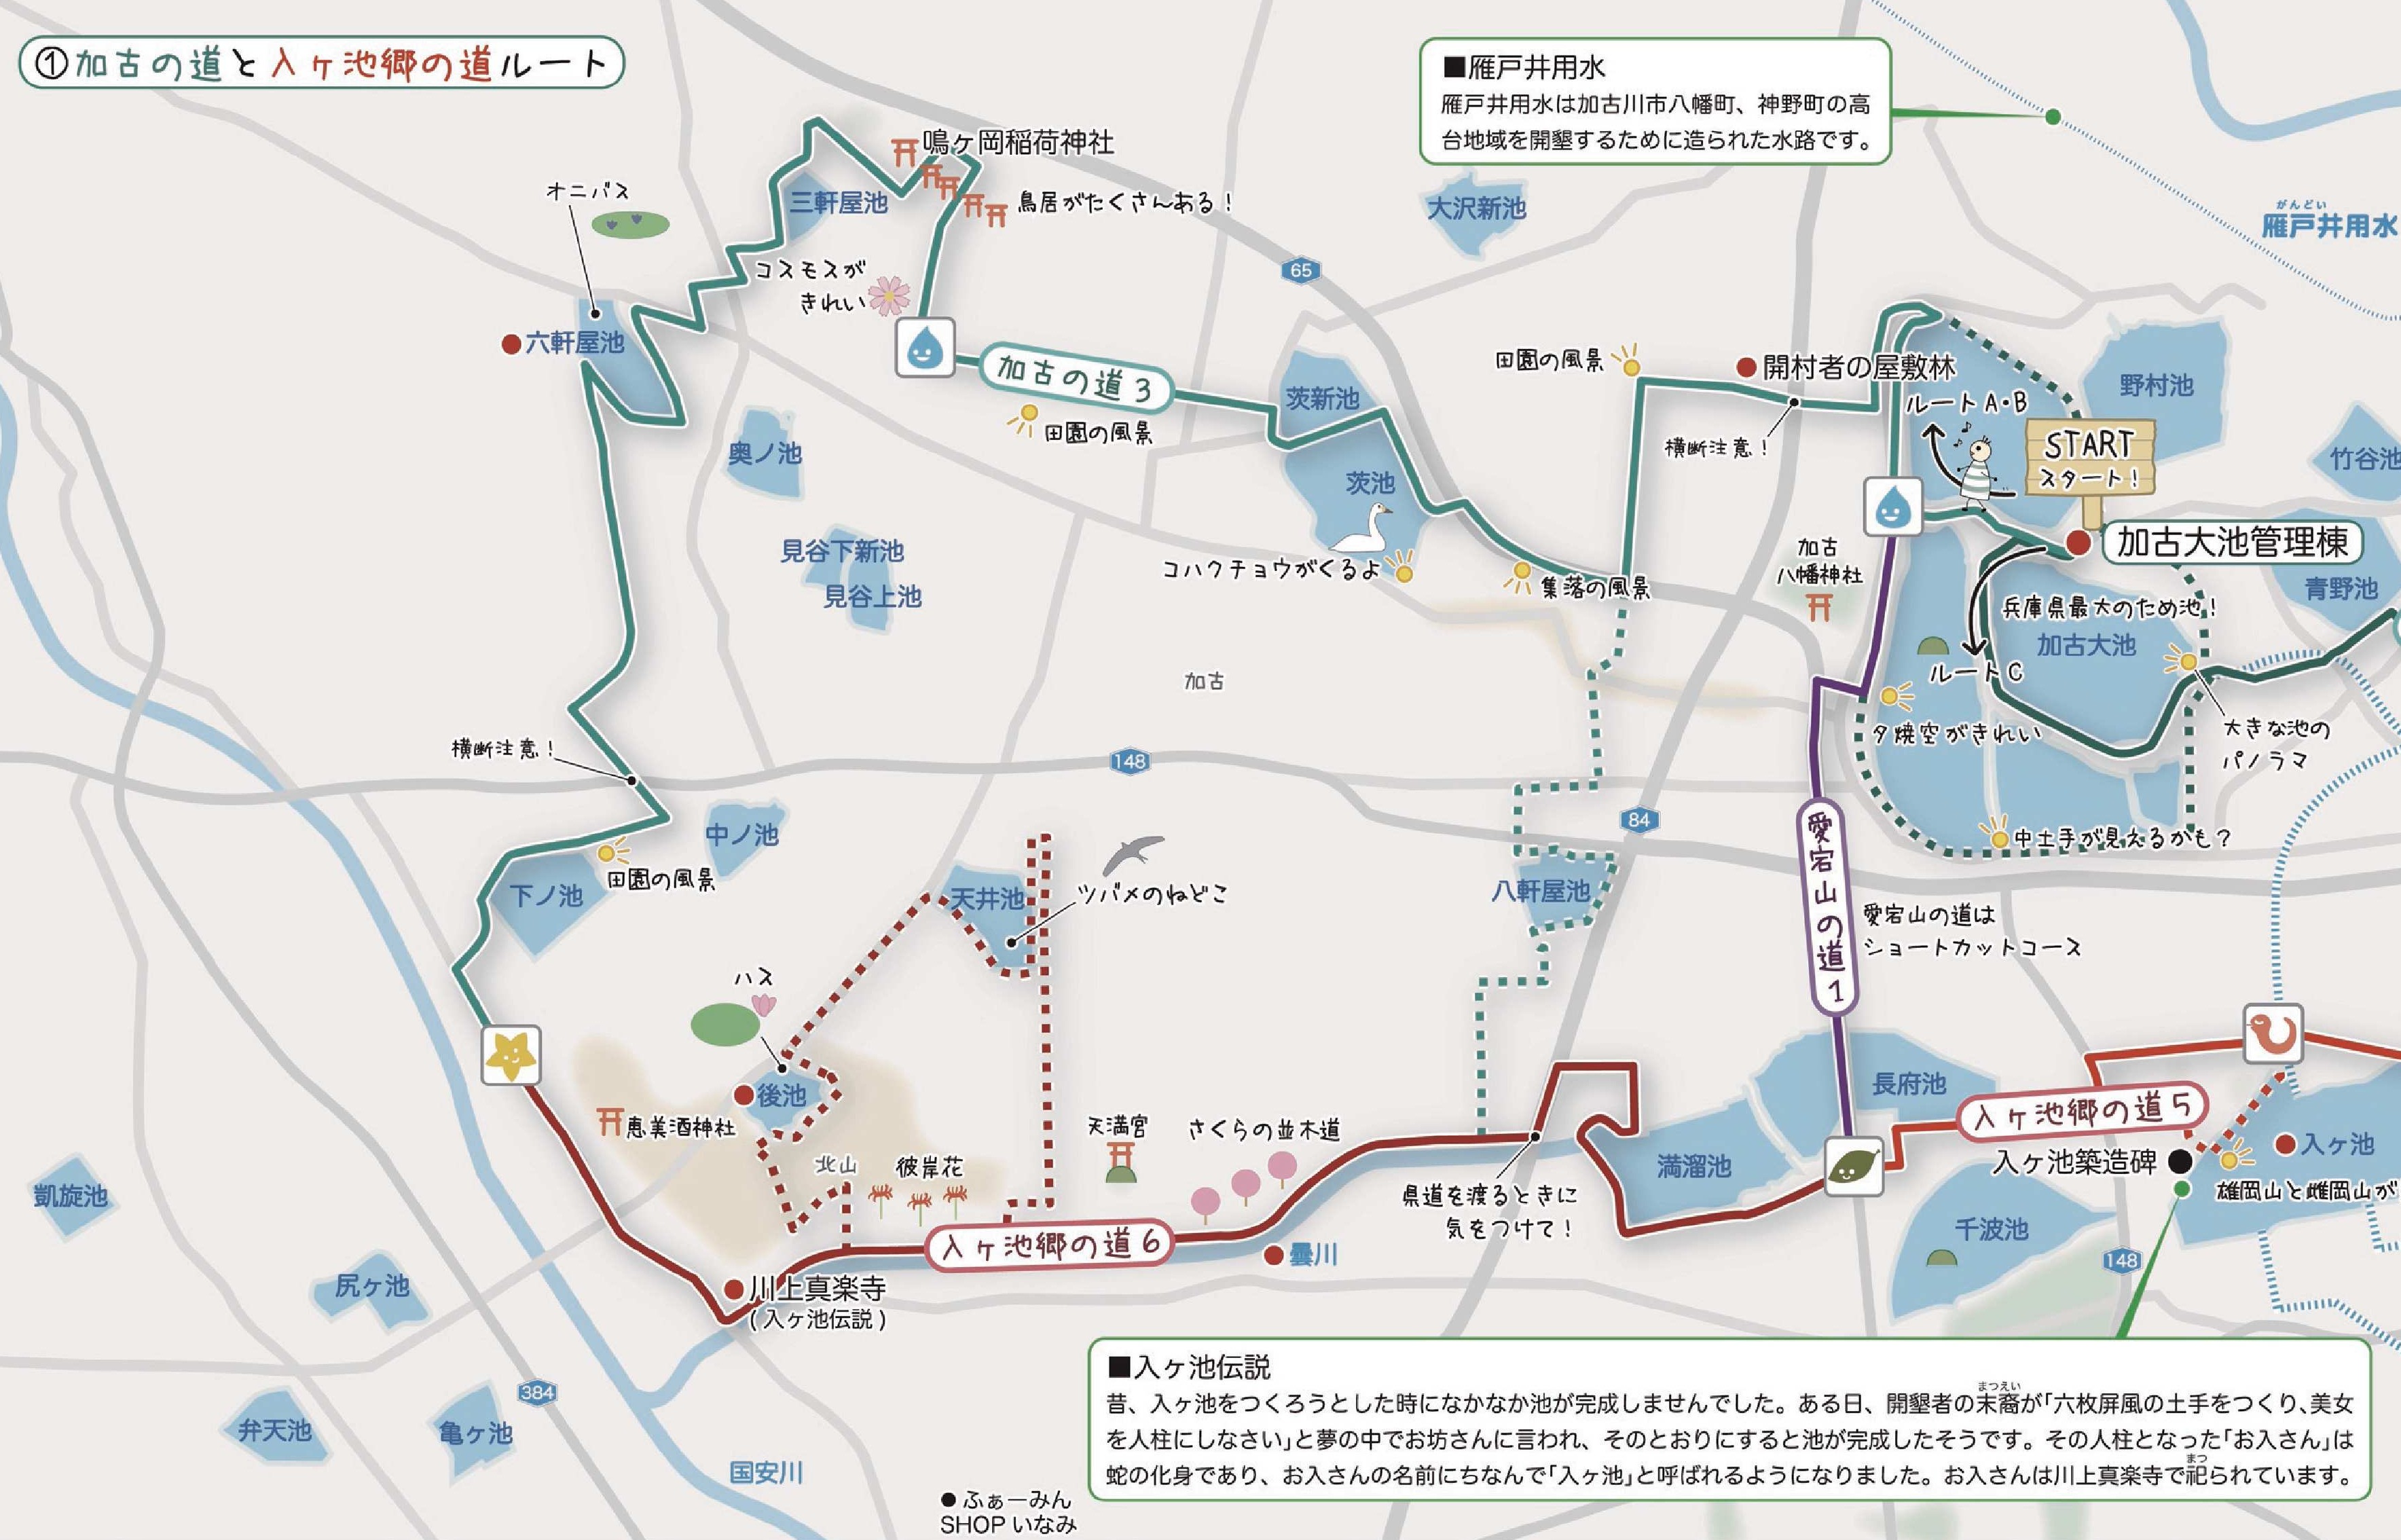 ①加古の道と入ヶ池郷の道ルート
■雁戸井用水
雁戸井用水は加古川市八幡町、神野町の高
台地域を開墾するために造られた水路です。
鳴ヶ岡稲荷神社
鳥居がたくさんある！
オニバス
三軒屋池
大沢新池
がんどい
雁戸井用水
65
コスモスが
きれい
六軒屋池
加古の道3
田園の風景
茨新池
田園の風景
開村者の屋敷林
横断注意！
ルートA・B
START
スタート！
野村池
竹谷池
奥ノ池
茨池
コハクチョウがくるよ
集落の風景
見谷下新池
見谷上池
加古
八幡神社
加古大池管理棟
青野池
兵庫県最大のため池！
加古大池
ルートC
夕焼空がきれい
大きな池の
パノラマ
加古
横断注意！
148
84
中土手が見えるかも？
中ノ池
下ノ池
田園の風景
天井池
ツバメのねどこ
八軒屋池
愛宕山の道1
愛宕山の道は
ショートカットコース
ハス
後池
恵美酒神社
北山
彼岸花
天満宮
さくらの並木道
長府池
入ヶ池郷の道5
入ヶ池築造碑
入ヶ池
雄岡山と雌岡山が
満溜池
県道を渡るときに
気をつけて！
千波池
148
凱旋池
入ヶ池郷の道6
曇川
川上真楽寺
(入ヶ池伝説)
尻ヶ池
384
弁天池
亀ヶ池
国安川
ふぁーみん
SHOPいなみ
■入ヶ池伝説
まつえい
昔、入ヶ池をつくろうとした時になかなか池が完成しませんでした。ある日、開墾者の末裔が「六枚屏風の土手をつくり、美女
を人柱にしなさい」と夢の中でお坊さんに言われ、そのとおりにすると池が完成したそうです。その人柱となった「お入さん」は
まつ
蛇の化身であり、お入さんの名前にちなんで「入ヶ池」と呼ばれるようになりました。お入さんは川上真楽寺で祀られています。